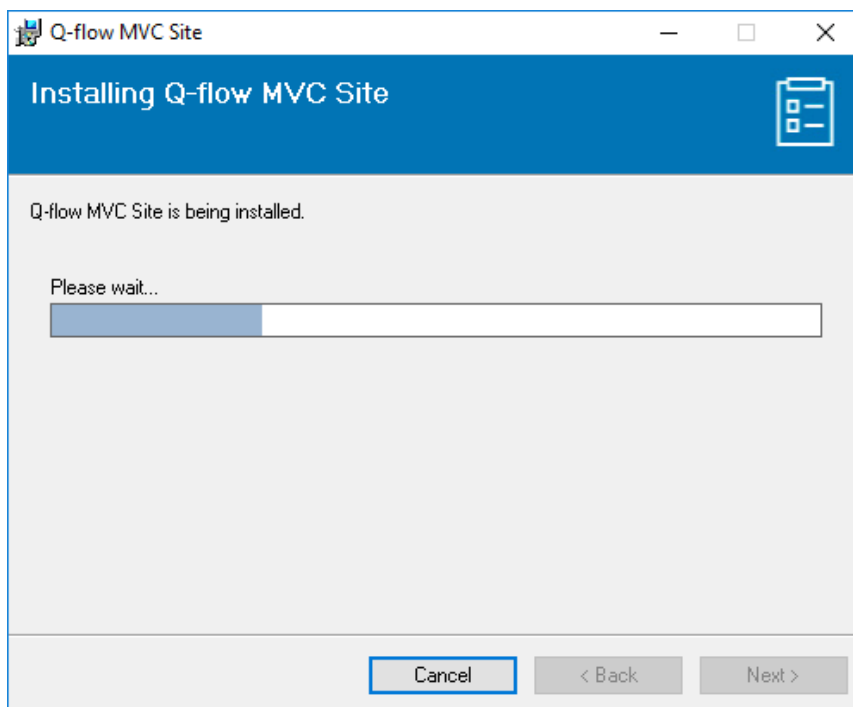 Q-flow MVC Site
Installing Q-flow MVC Site
Q-flow MVC Site is being installed.
Please wait...
Cancel
< Back
Next >